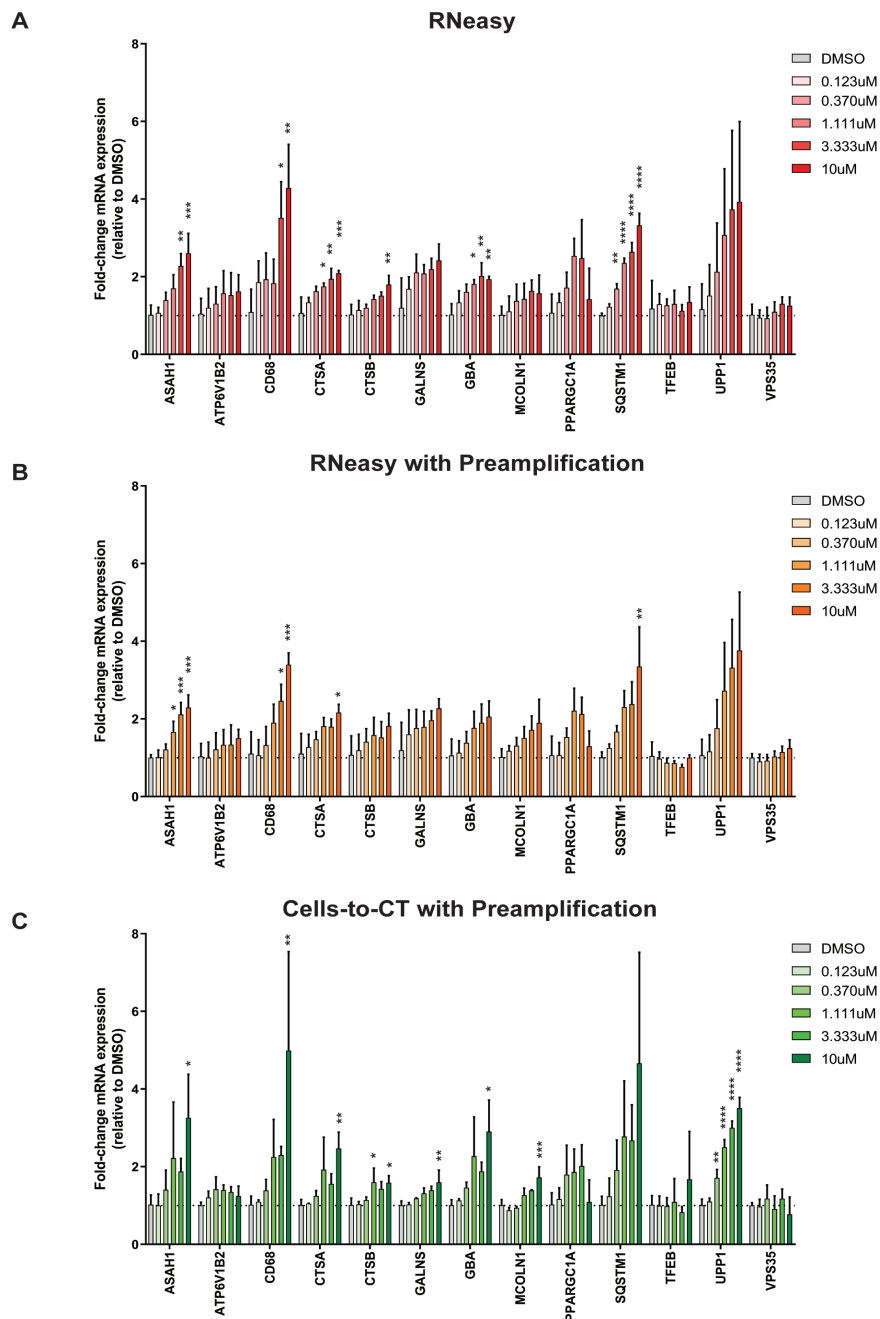 A
RNeasy
Fold-change mRNA expression
(relative to DMSO)
8
6
4
2
0
** *** * ** * ** *** ** * ** ** ** **** **** ****
ASAH1
ATP6V1B2
CD68
CTSA
CTSB
GALNS
GBA
MCOLN1
PPARGC1A
SQSTM1
TFEB
UPP1
VPS35
DMSO
0.123uM
0.370uM
1.111uM
3.333uM
10uM
B
RNeasy with Preamplification
Fold-change mRNA expression
(relative to DMSO)
8
6
4
2
0
* *** *** * *** * **
ASAH1
ATP6V1B2
CD68
CTSA
CTSB
GALNS
GBA
MCOLN1
PPARGC1A
SQSTM1
TFEB
UPP1
VPS35
DMSO
0.123uM
0.370uM
1.111uM
3.333uM
10uM
C
Cells-to-CT with Preamplification
Fold-change mRNA expression
(relative to DMSO)
8
6
4
2
0
* ** ** * * ** * *** ** **** **** ****
ASAH1
ATP6V1B2
CD68
CTSA
CTSB
GALNS
GBA
MCOLN1
PPARGC1A
SQSTM1
TFEB
UPP1
VPS35
DMSO
0.123uM
0.370uM
1.111uM
3.333uM
10uM